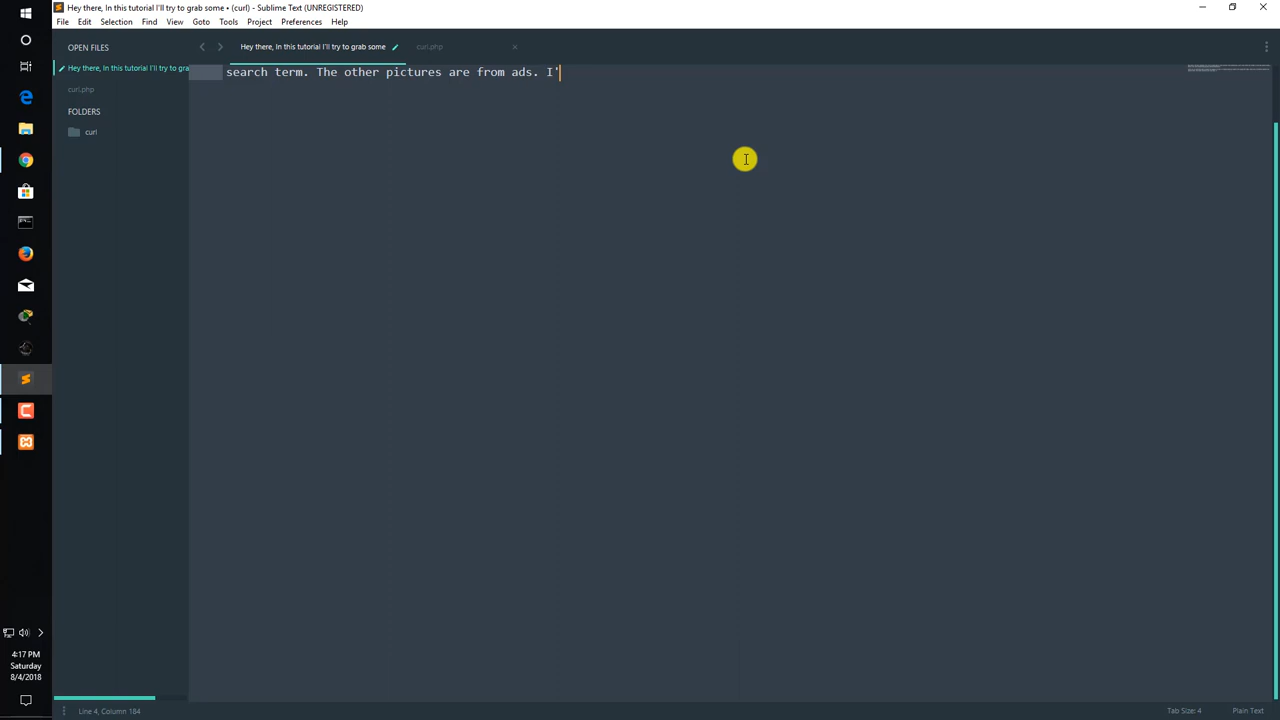 Hey there, In this tutorial I'll try to grab some • (curl) - Sublime Text (UNREGISTERED)
File Edit Selection Find View Goto Tools Project Preferences Help
OPEN FILES
Hey there, In this tutorial I'll try to grab some
curl.php
Hey there, In this tutorial I'll try to gra
search term. The other pictures are from ads. I'
curl.php
FOLDERS
curl
4:17 PM
Saturday
8/4/2018
Line 4, Column 184
Tab Size: 4
Plain Text